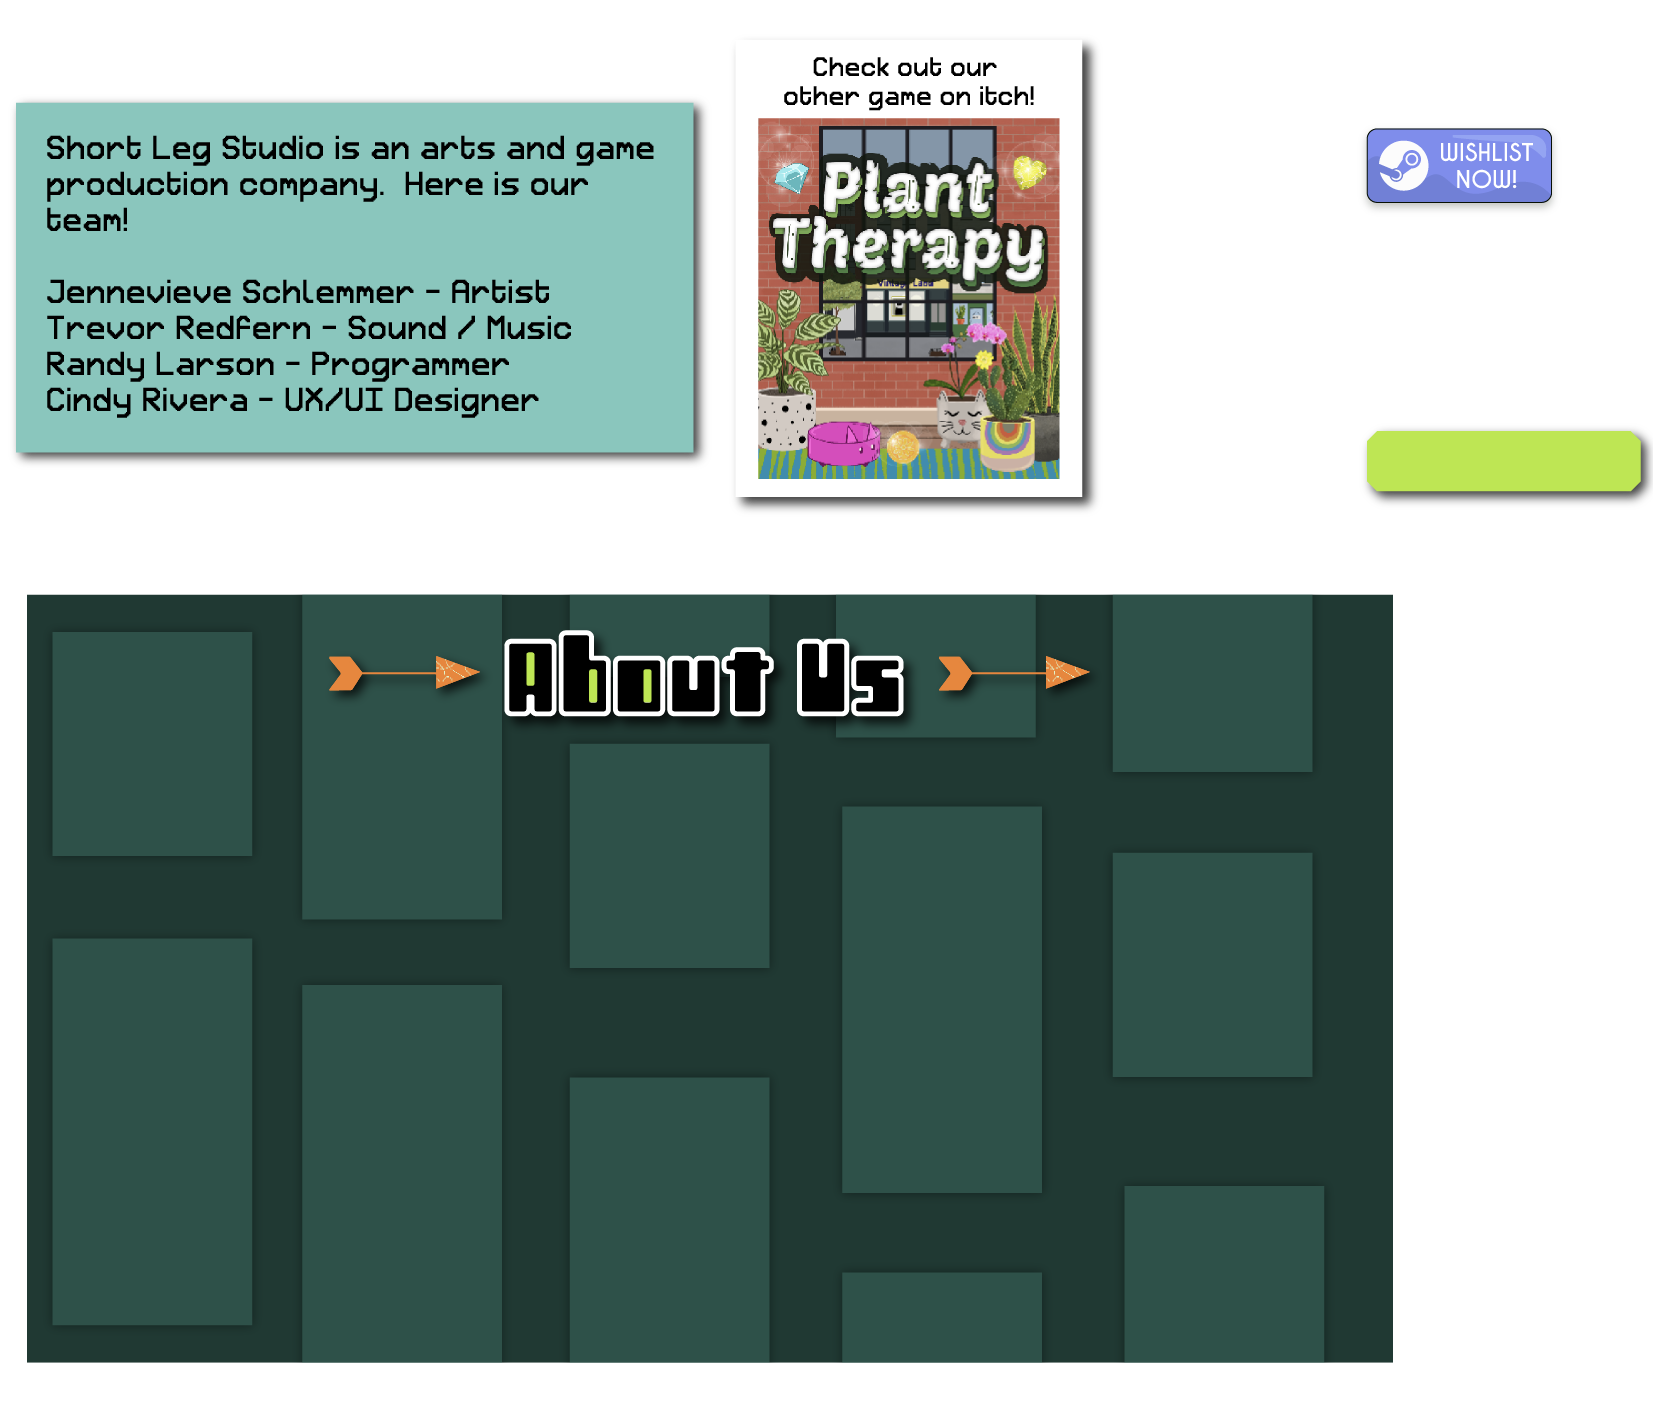 Short Leg Studio is an arts and game
production company. Here is our
team!
Jennevieve Schlemmer - Artist
Trevor Redfern - Sound / Music
Randy Larson - Programmer
Cindy Rivera - UX/UI Designer
Check out our
other game on itch!
Plant
Therapy
WISHLIST
NOW!
About Us